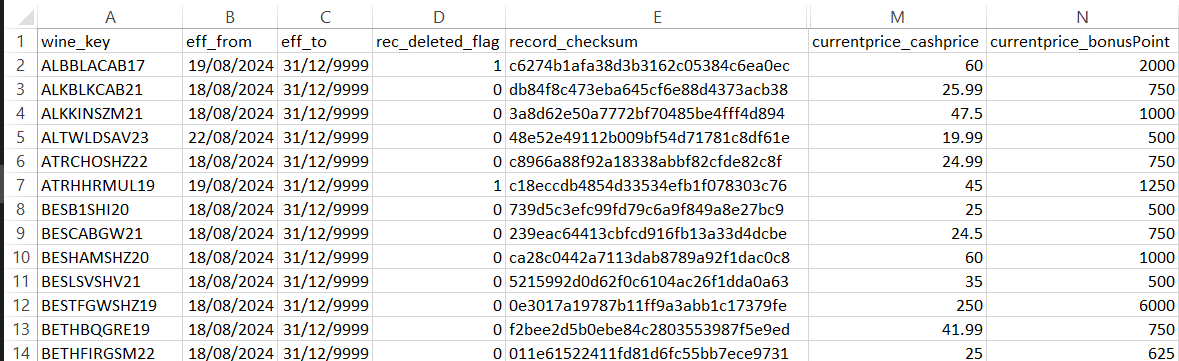 A B C D E M N
1 wine_key eff_from eff_to rec_deleted_flag record_checksum currentprice_cashprice currentprice_bonusPoint
2 ALBBLACAB17 19/08/2024 31/12/9999 1 c6274b1afa38d3b3162c05384c6ea0ec 60 2000
3 ALKBLKCAB21 18/08/2024 31/12/9999 0 db84f8c473eba645cf6e88d4373acb38 25.99 750
4 ALKKINSZM21 18/08/2024 31/12/9999 0 3a8d62e50a7772bf70485be4fff4d894 47.5 1000
5 ALTWLDSAV23 22/08/2024 31/12/9999 0 48e52e49112b009bf54d71781c8df61e 19.99 500
6 ATRCHOSHZ22 18/08/2024 31/12/9999 0 c8966a88f92a18338abbf82cfde82c8f 24.99 750
7 ATRHHRMUL19 19/08/2024 31/12/9999 1 c18eccdb4854d33534efb1f078303c76 45 1250
8 BESB1SHI20 18/08/2024 31/12/9999 0 739d5c3efc99fd79c6a9f849a8e27bc9 25 500
9 BESCABGW21 18/08/2024 31/12/9999 0 239eac64413cbfcd916fb13a33d4dcbe 24.5 750
10 BESHAMSHZ20 18/08/2024 31/12/9999 0 ca28c0442a7113dab8789a92f1dac0c8 60 1000
11 BESLSVSHV21 18/08/2024 31/12/9999 0 5215992d0d62f0c6104ac26f1dda0a63 35 500
12 BESTFGWSHZ19 18/08/2024 31/12/9999 0 0e3017a19787b11ff9a3abb1c17379fe 250 6000
13 BETHBQGRE19 18/08/2024 31/12/9999 0 f2bee2d5b0ebe84c2803553987f5e9ed 41.99 750
14 BETHFIRGSM22 18/08/2024 31/12/9999 0 011e61522411fd81d6fc55bb7ece9731 25 625